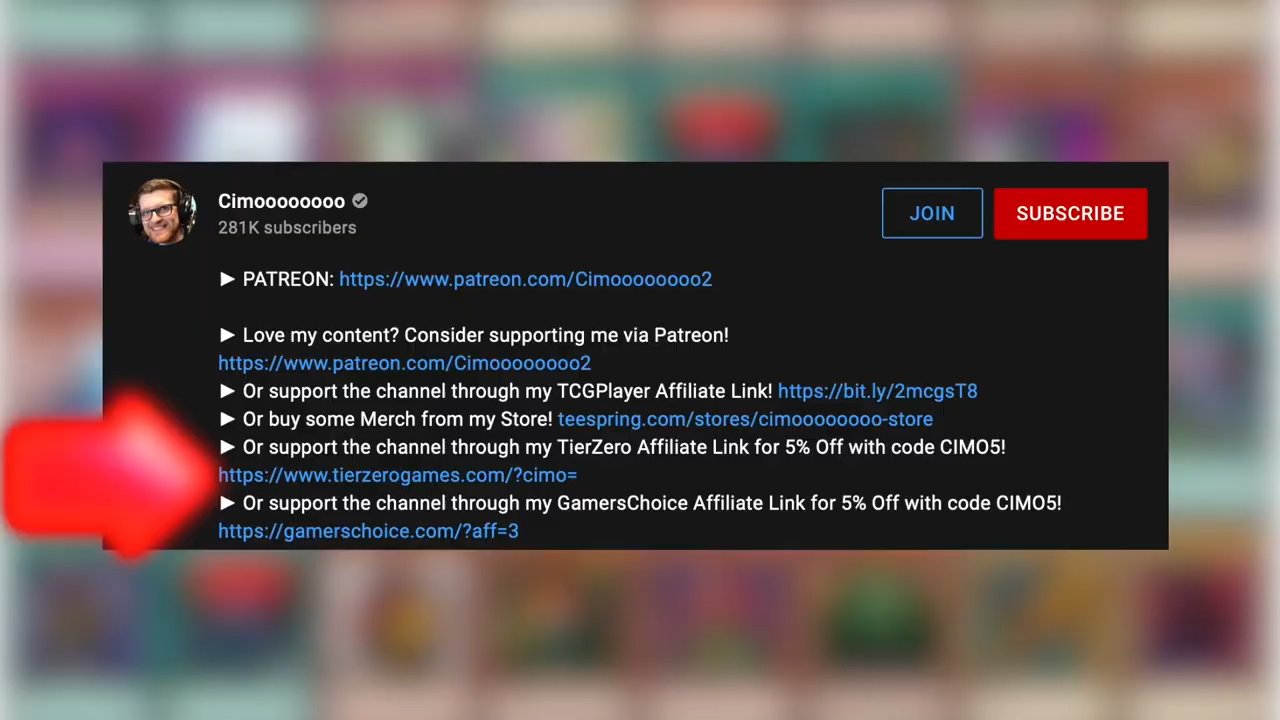 Cimoooooooo
281K subscribers
JOIN
SUBSCRIBE
► PATREON: https://www.patreon.com/Cimoooooooo2
► Love my content? Consider supporting me via Patreon!
https://www.patreon.com/Cimoooooooo2
► Or support the channel through my TCGPlayer Affiliate Link! https://bit.ly/2mcgsT8
► Or buy some Merch from my Store! teespring.com/stores/cimoooooooo-store
► Or support the channel through my TierZero Affiliate Link for 5% Off with code CIMO5!
https://www.tierzerogames.com/?cimo=
► Or support the channel through my GamersChoice Affiliate Link for 5% Off with code CIMO5!
https://gamerschoice.com/?aff=3